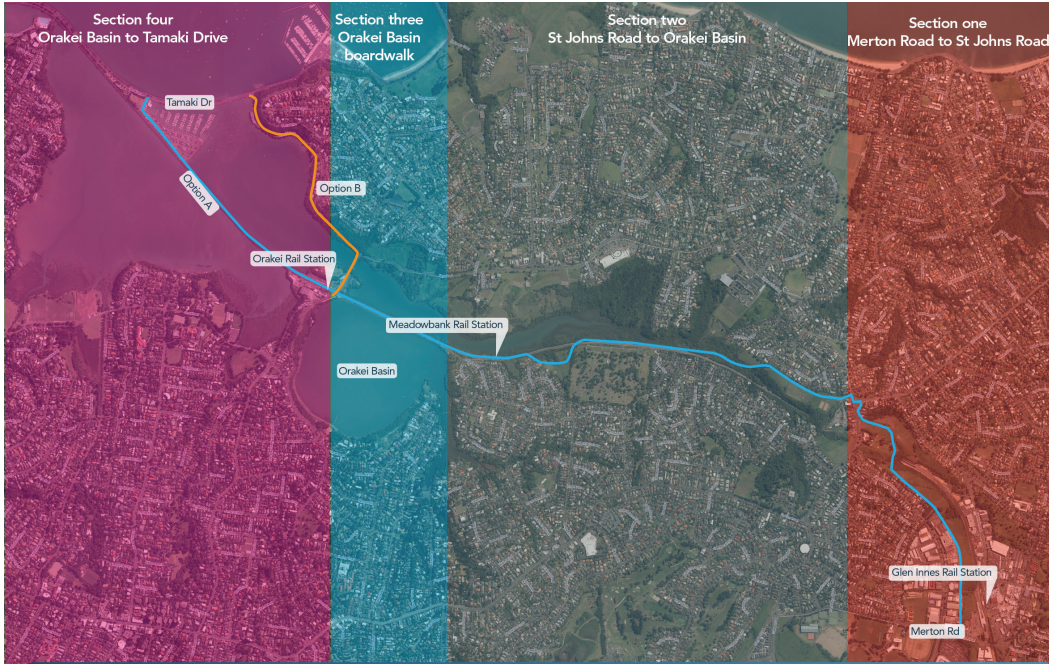 Section four
Orakei Basin to Tamaki Drive
Section three
Orakei Basin
boardwalk
Section two
St Johns Road to Orakei Basin
Section one
Merton Road to St Johns Road
Tamaki Dr
Option A
Option B
Orakei Rail Station
Meadowbank Rail Station
Orakei Basin
Glen Innes Rail Station
Merton Rd